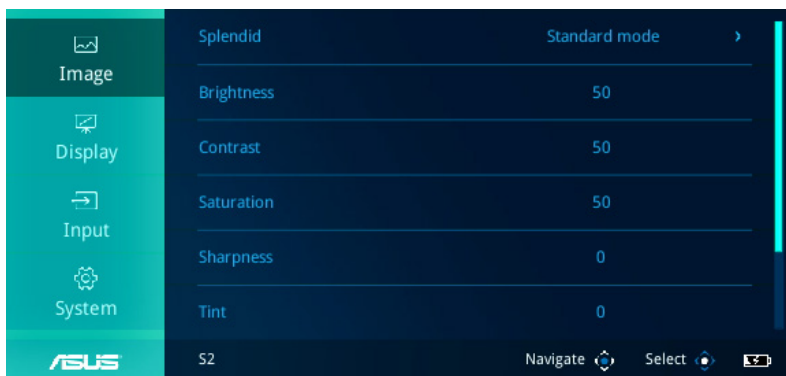 Image
Display
Input
System
Splendid Standard mode
Brightness 50
Contrast 50
Saturation 50
Sharpness 0
Tint 0
ASUS S2 Navigate Select